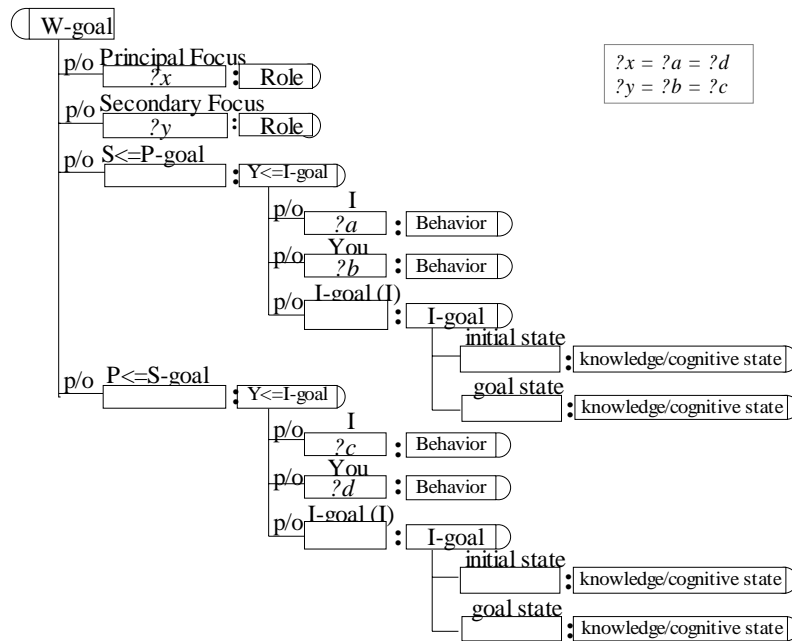 W-goal
?x = ?a = ?d
?y = ?b = ?c
p/o Principal Focus
?x : Role
p/o Secondary Focus
?y : Role
p/o S<=P-goal
: Y<=I-goal
p/o I
?a : Behavior
p/o You
?b : Behavior
p/o I-goal (I)
: I-goal
initial state
: knowledge/cognitive state
goal state
: knowledge/cognitive state
p/o P<=S-goal
: Y<=I-goal
p/o I
?c : Behavior
p/o You
?d : Behavior
p/o I-goal (I)
: I-goal
initial state
: knowledge/cognitive state
goal state
: knowledge/cognitive state